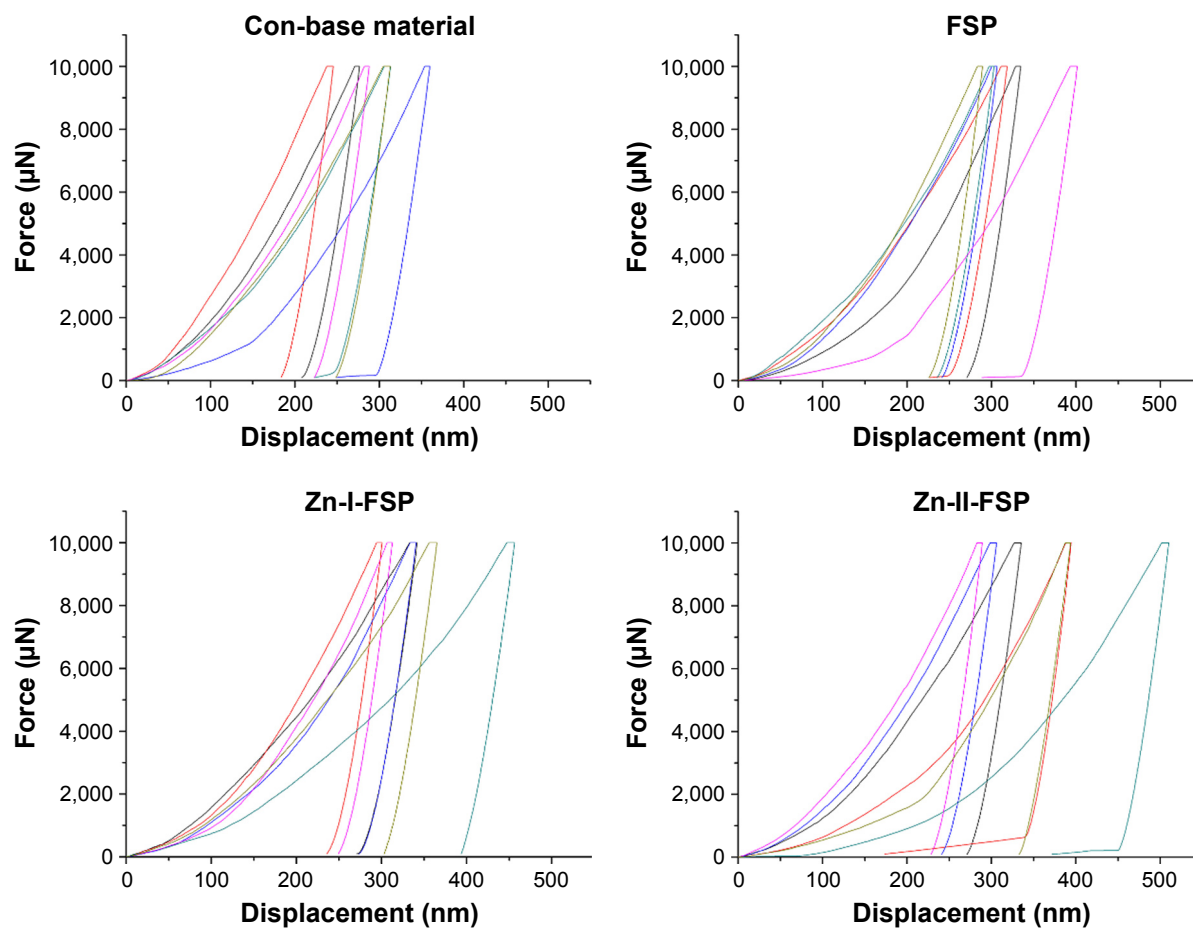 Con-base material
Force (µN)
10,000
8,000
6,000
4,000
2,000
0
0 100 200 300 400 500
Displacement (nm)
FSP
Force (µN)
10,000
8,000
6,000
4,000
2,000
0
0 100 200 300 400 500
Displacement (nm)
Zn-I-FSP
Force (µN)
10,000
8,000
6,000
4,000
2,000
0
0 100 200 300 400 500
Displacement (nm)
Zn-II-FSP
Force (µN)
10,000
8,000
6,000
4,000
2,000
0
0 100 200 300 400 500
Displacement (nm)